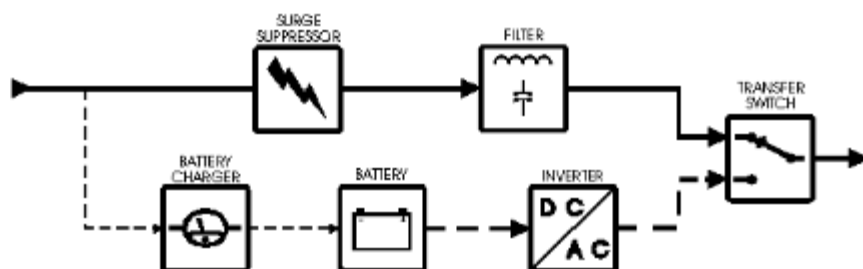 SURGE
SUPPRESSOR
FILTER
TRANSFER
SWITCH
BATTERY
CHARGER
BATTERY
INVERTER
D C
A C